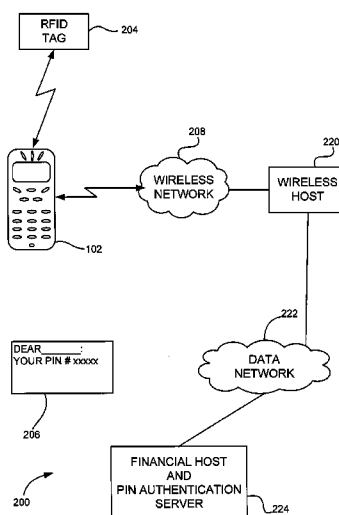 RFID
TAG
204
208
220
WIRELESS
NETWORK
WIRELESS
HOST
102
222
DEAR______:
YOUR PIN # xxxxx
DATA
NETWORK
206
FINANCIAL HOST
AND
PIN AUTHENTICATION
SERVER
200
224